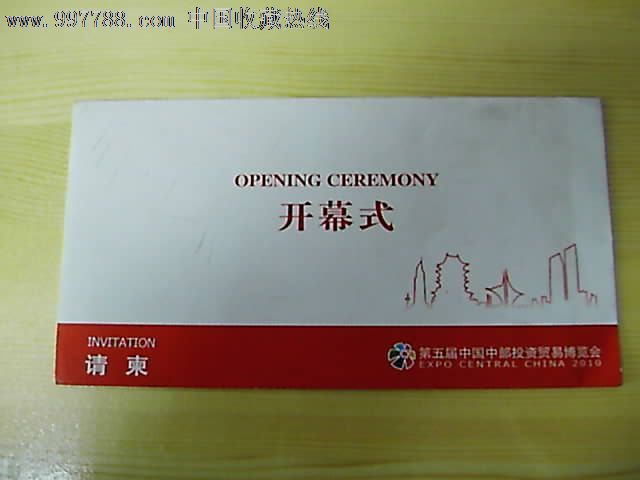 www.997788.com 中国收藏热线
OPENING CEREMONY
开幕式
INVITATION
请柬
第五届中国中部投资贸易博览会
EXPO CENTRAL CHINA 2010